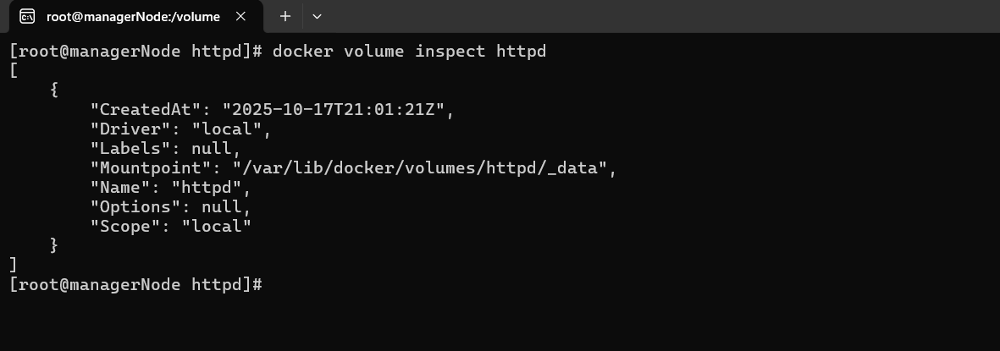 root@managerNode:/volume
[root@managerNode httpd]# docker volume inspect httpd
[
    {
        "CreatedAt": "2025-10-17T21:01:21Z",
        "Driver": "local",
        "Labels": null,
        "Mountpoint": "/var/lib/docker/volumes/httpd/_data",
        "Name": "httpd",
        "Options": null,
        "Scope": "local"
    }
]
[root@managerNode httpd]#